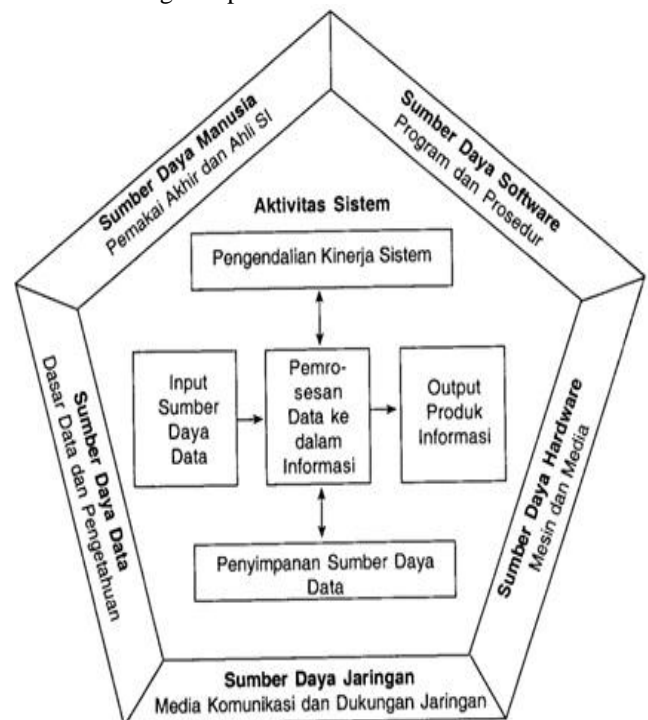 Sumber Daya Manusia
Pemakai Akhir dan Ahli SI
Sumber Daya Software
Program dan Prosedur
Aktivitas Sistem
Pengendalian Kinerja Sistem
Input
Sumber
Daya
Data
Pemro-
sesan
Data ke
dalam
Informasi
Output
Produk
Informasi
Penyimpanan Sumber Daya
Data
Sumber Daya Data
Dasar Data dan Pengetahuan
Sumber Daya Hardware
Mesin dan Media
Sumber Daya Jaringan
Media Komunikasi dan Dukungan Jaringan